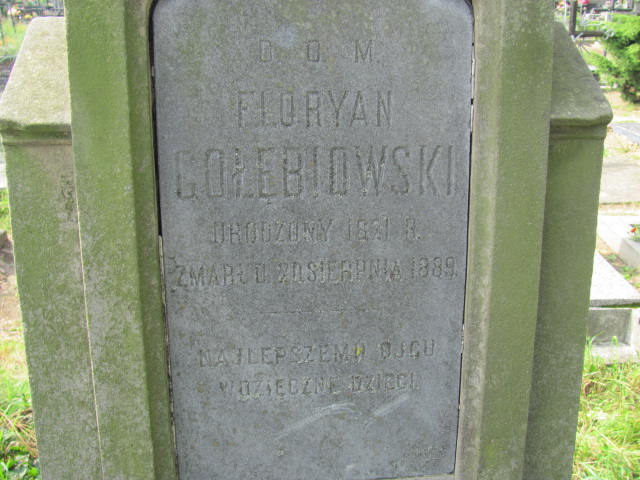 D O M.
FLORYAN
GOŁĘBIOWSKI
URODZONY 1821 R.
ZMARŁ D. 20 SIERPNIA 1889.
NAJLEPSZEMU OJCU
WDZIĘCZNE DZIECI.